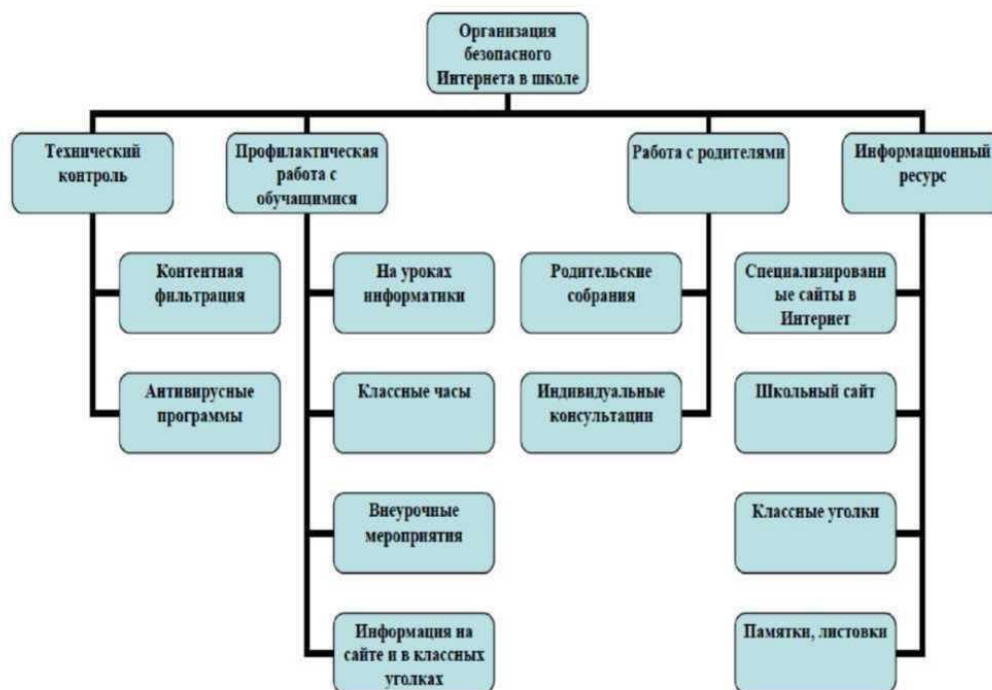 Организация
безопасного
Интернета в школе
Технический
контроль
Профилактическая
работа с
обучащимися
Работа с родителями
Информационный
ресурс
Контентная
фильтрация
Антивирусные
программы
На уроках
информатики
Классные часы
Внеурочные
мероприятия
Информация на
сайте и в классных
уголках
Родительские
собрания
Индивидуальные
консультации
Специализированн
ые сайты в
Интернет
Школьный сайт
Классные уголки
Памятки, листовки